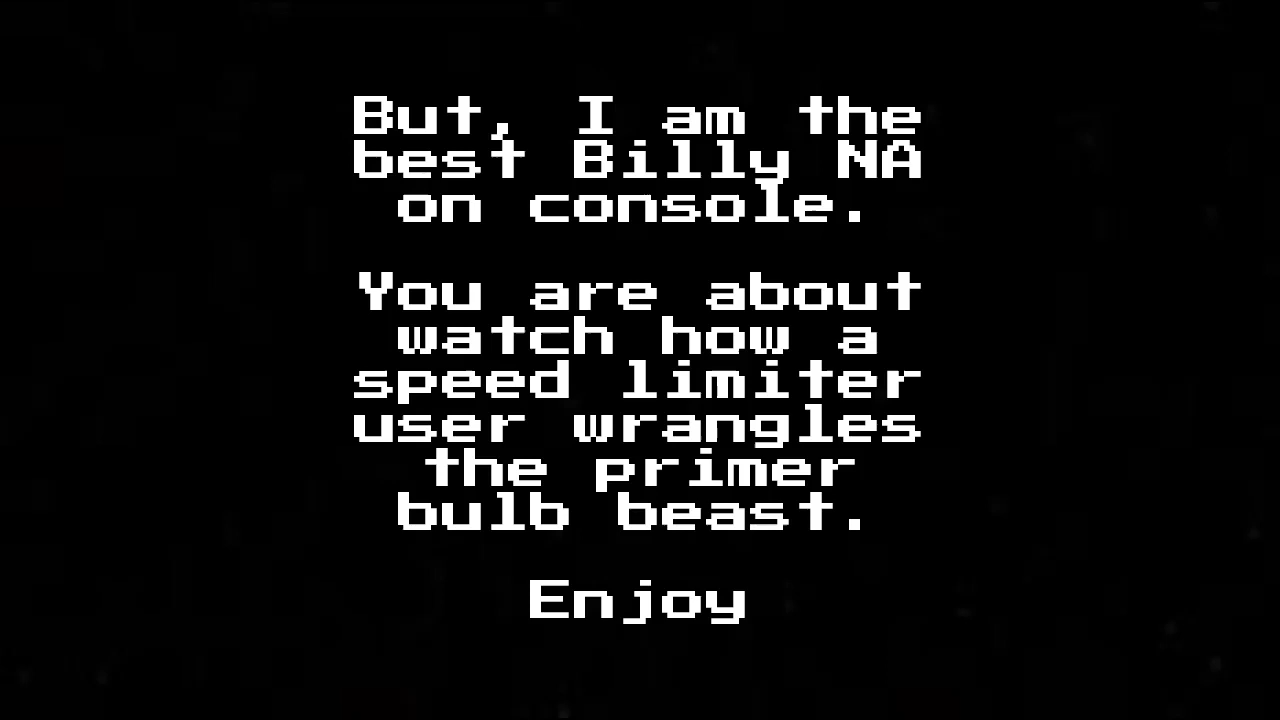 But, I am the
best Billy NA
on console.
You are about
watch how a
speed limiter
user wrangles
the primer
bulb beast.
Enjoy